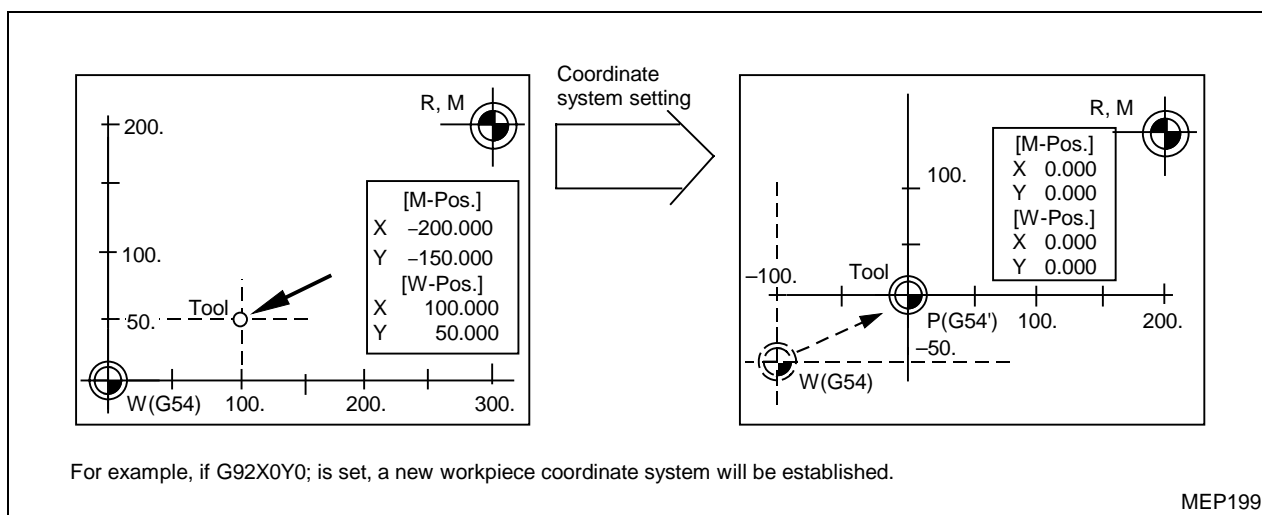 R, M
200.
[M-Pos.]
X −200.000
Y −150.000
[W-Pos.]
X 100.000
Y 50.000
100.
Tool
50.
W(G54)
100.
200.
300.
Coordinate
system setting
R, M
[M-Pos.]
X 0.000
Y 0.000
[W-Pos.]
X 0.000
Y 0.000
100.
−100.
Tool
P(G54')
100.
200.
−50.
W(G54)
For example, if G92X0Y0; is set, a new workpiece coordinate system will be established.
MEP199